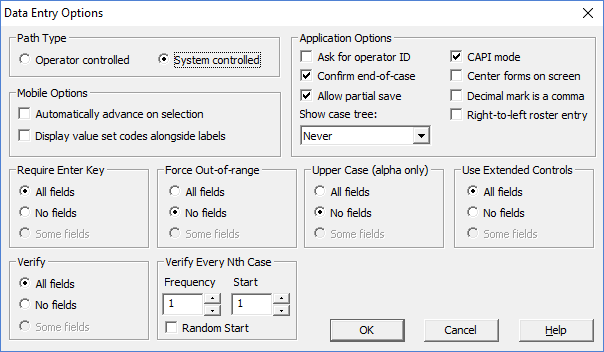 Data Entry Options
Path Type
Operator controlled
System controlled
Mobile Options
Automatically advance on selection
Display value set codes alongside labels
Application Options
Ask for operator ID
Confirm end-of-case
Allow partial save
Show case tree:
Never
CAPI mode
Center forms on screen
Decimal mark is a comma
Right-to-left roster entry
Require Enter Key
All fields
No fields
Some fields
Force Out-of-range
All fields
No fields
Some fields
Upper Case (alpha only)
All fields
No fields
Some fields
Use Extended Controls
All fields
No fields
Some fields
Verify
All fields
No fields
Some fields
Verify Every Nth Case
Frequency Start
1 1
Random Start
OK Cancel Help